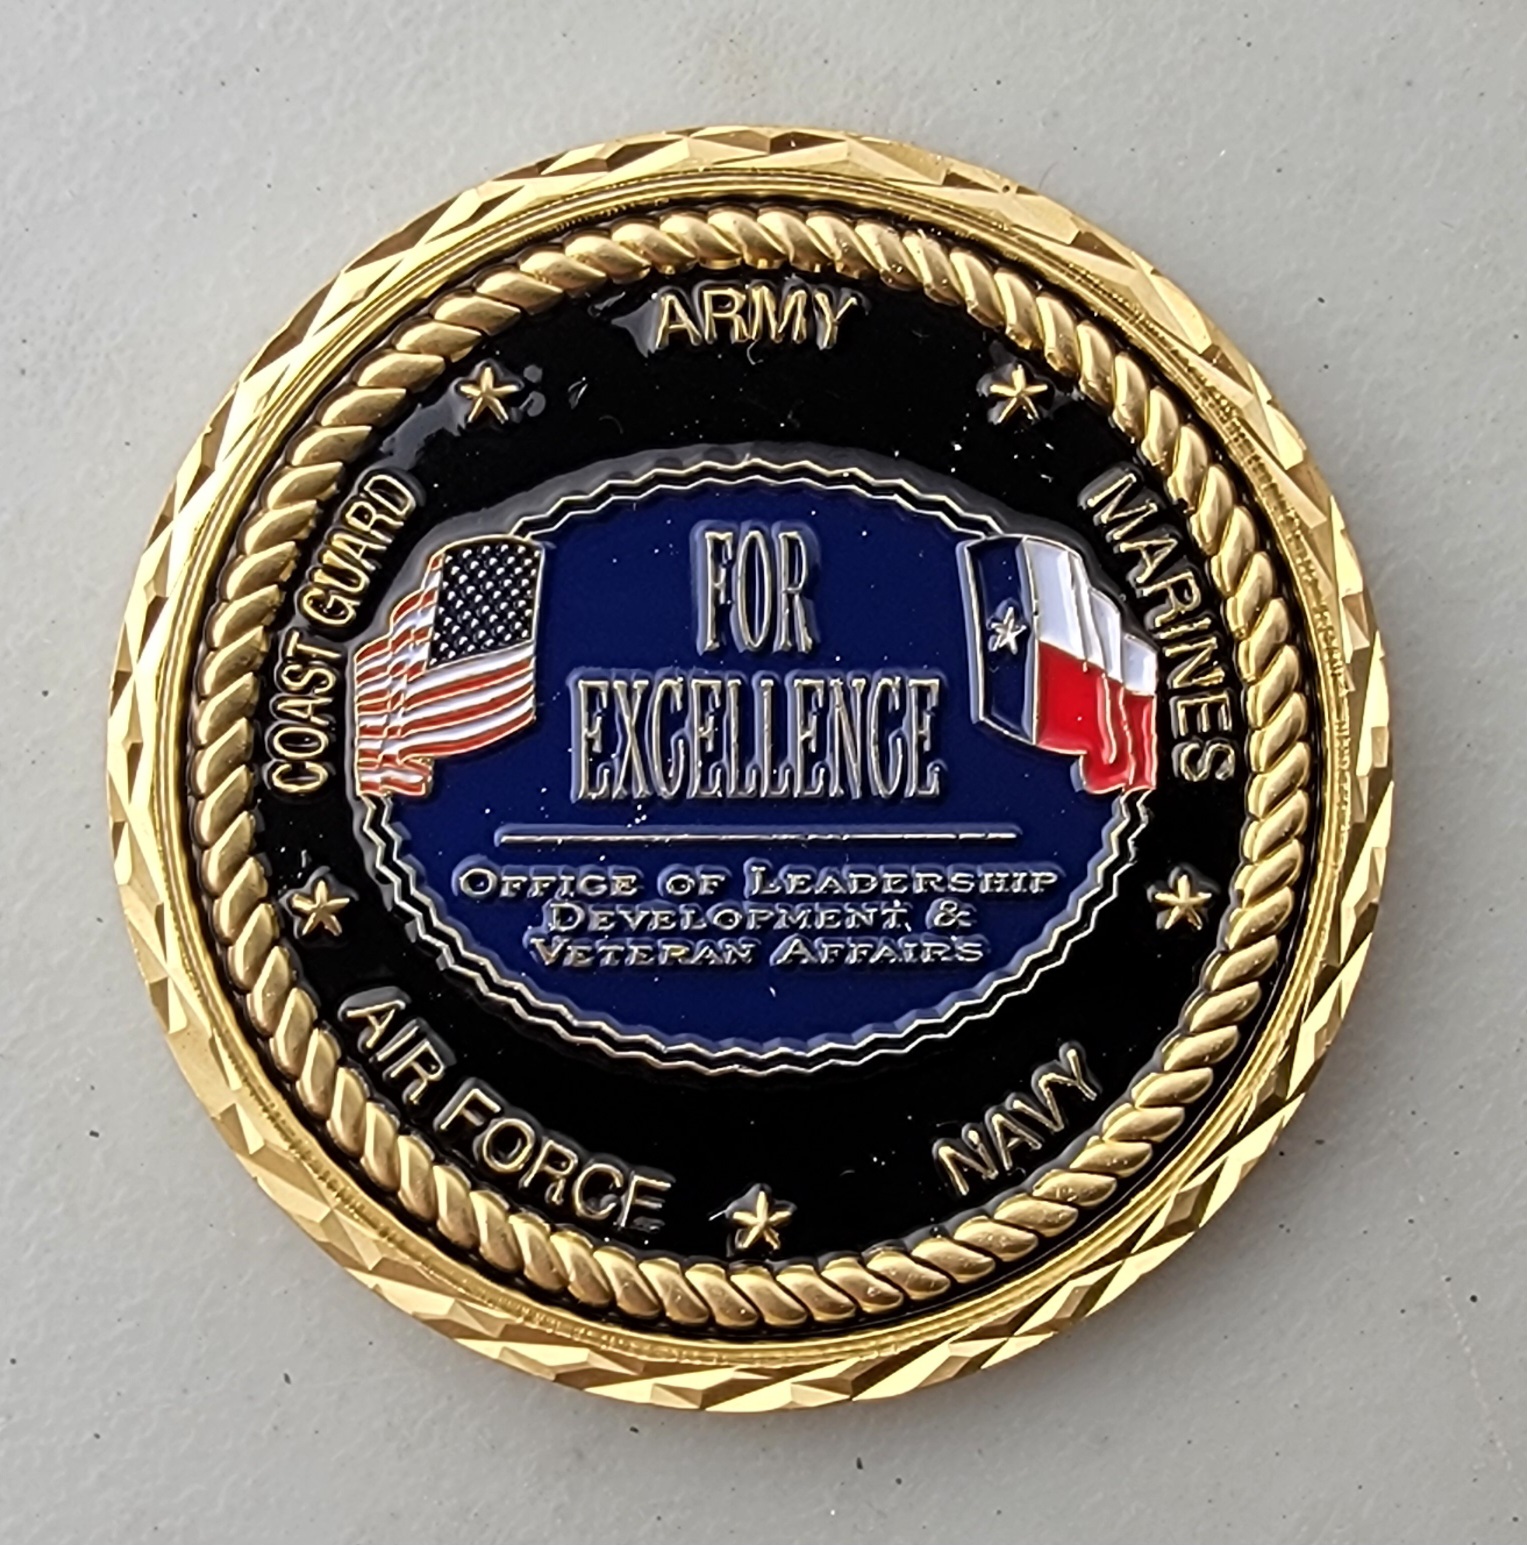 ARMY
MARINES
NAVY
AIR FORCE
COAST GUARD
FOR
EXCELLENCE
OFFICE OF LEADERSHIP
DEVELOPMENT &
VETERAN AFFAIRS